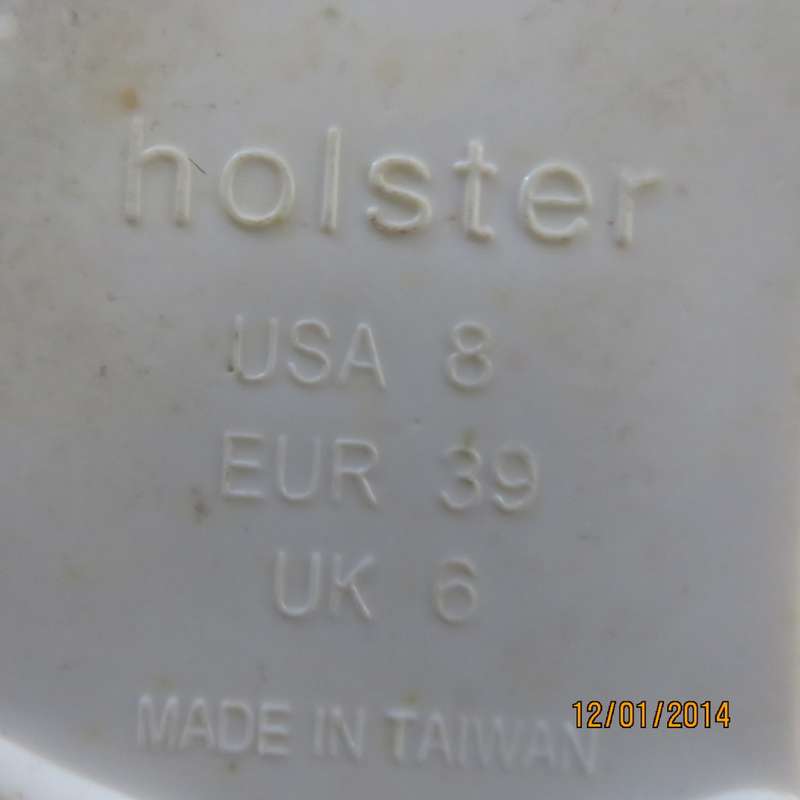 holster
USA 8
EUR 39
UK 6
MADE IN TAIWAN
12/01/2014